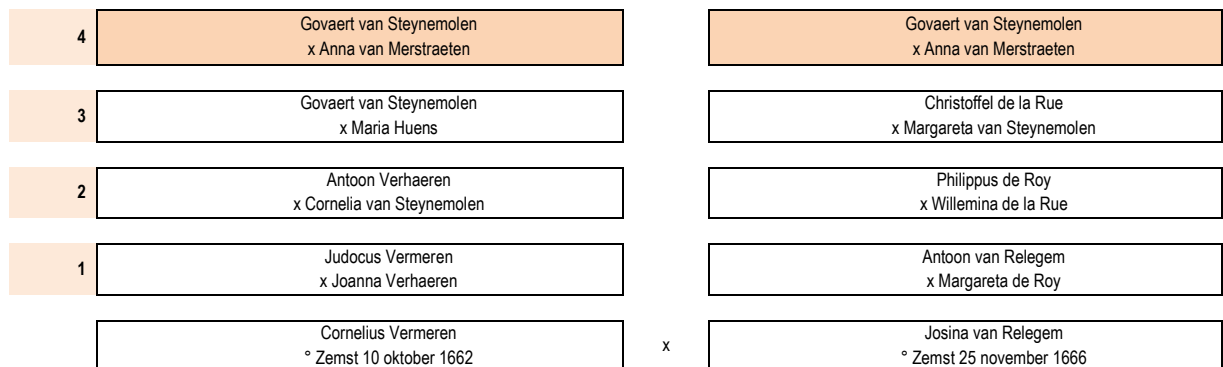 4
Govaert van Steynemolen
x Anna van Merstraeten
Govaert van Steynemolen
x Anna van Merstraeten
3
Govaert van Steynemolen
x Maria Huens
Christoffel de la Rue
x Margareta van Steynemolen
2
Antoon Verhaeren
x Cornelia van Steynemolen
Philippus de Roy
x Willemina de la Rue
1
Judocus Vermeren
x Joanna Verhaeren
Antoon van Relegem
x Margareta de Roy
Cornelius Vermeren
° Zemst 10 oktober 1662
x
Josina van Relegem
° Zemst 25 november 1666